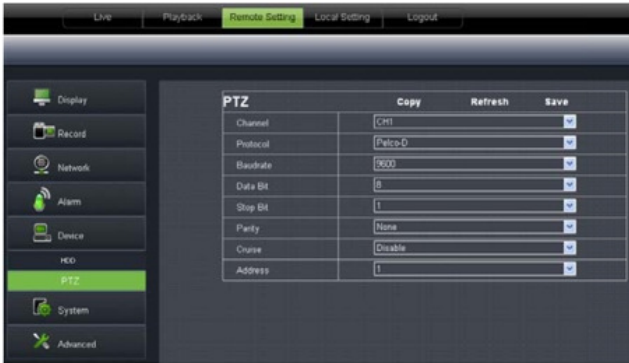 Live Playback Remote Setting Local Setting Logout
Display
Record
Network
Alarm
Device
HDD
PTZ
System
Advanced
PTZ Copy Refresh Save
Channel CH1
Protocol Pelco-D
Baudrate 9600
Data Bit 8
Stop Bit 1
Parity None
Cruise Disable
Address 1